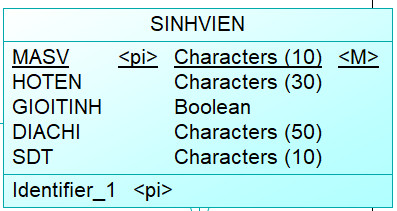 SINHVIEN
MASV <pi> Characters (10) <M>
HOTEN Characters (30)
GIOITINH Boolean
DIACHI Characters (50)
SDT Characters (10)
Identifier_1 <pi>